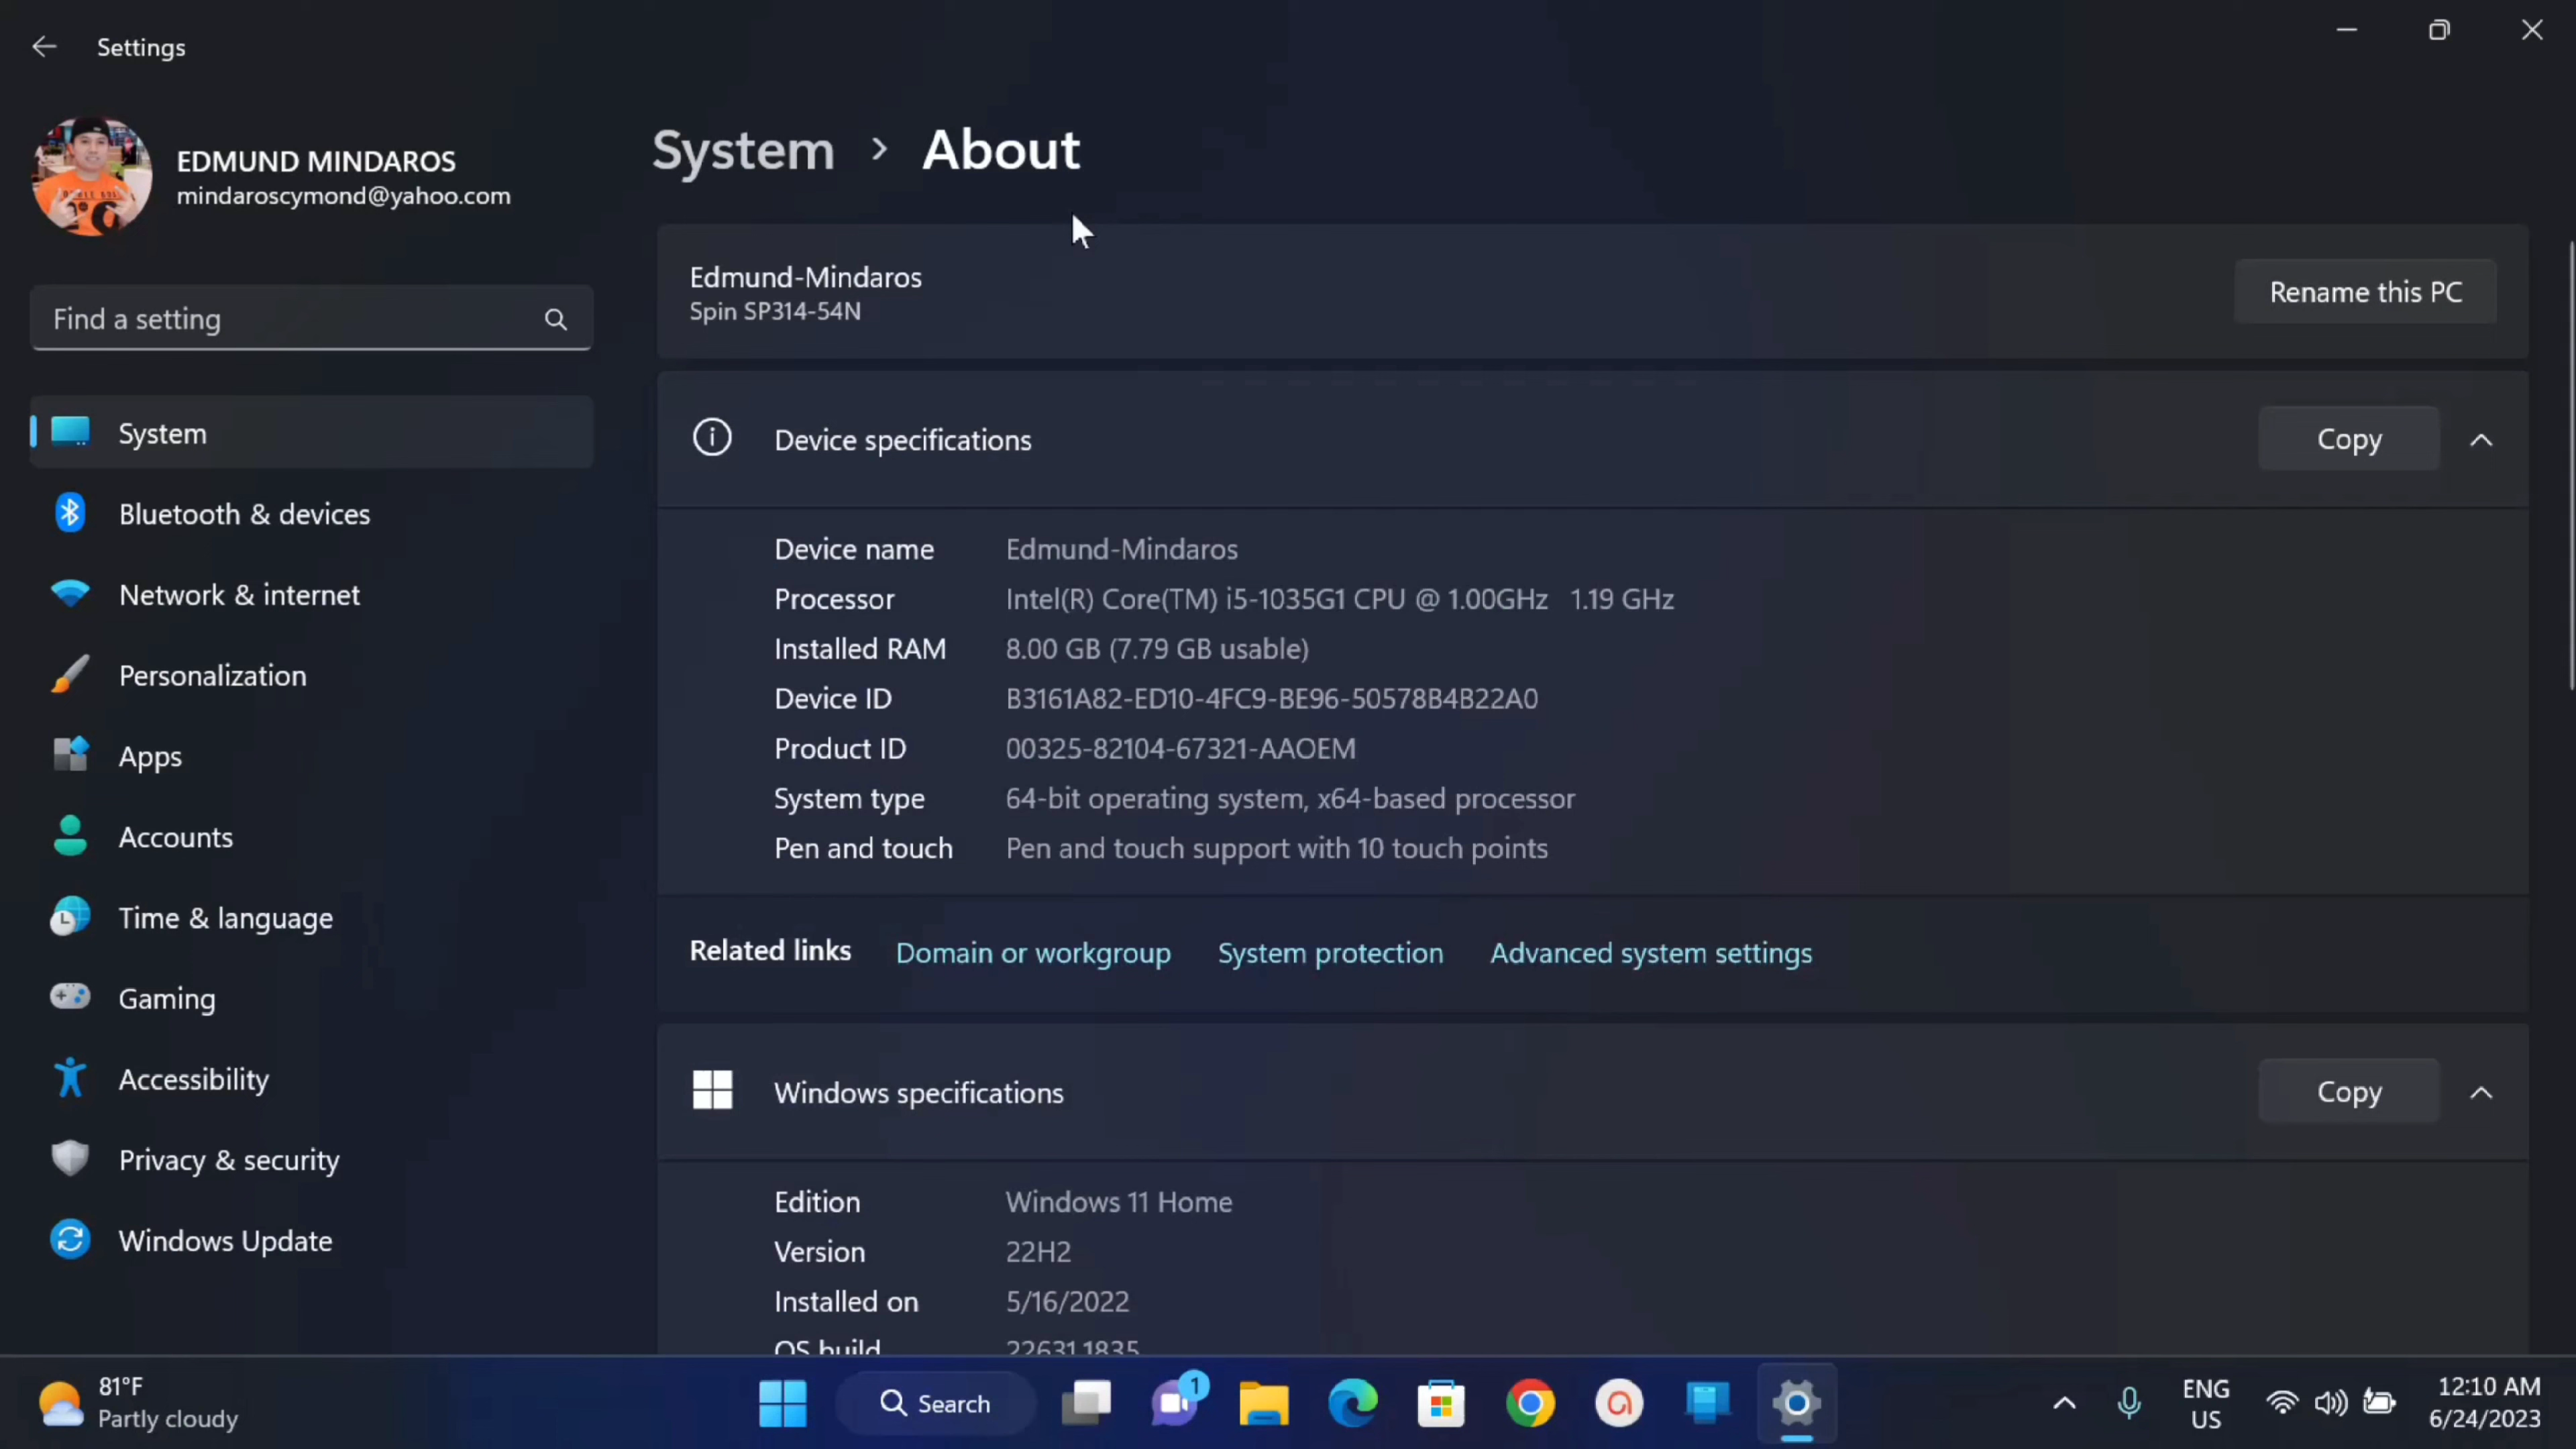 Settings
EDMUND MINDAROS
mindaroscymond@yahoo.com
Find a setting
System
Bluetooth & devices
Network & internet
Personalization
Apps
Accounts
Time & language
Gaming
Accessibility
Privacy & security
Windows Update
System > About
Edmund-Mindaros
Spin SP314-54N
Rename this PC
Device specifications
Copy
Device name Edmund-Mindaros
Processor Intel(R) Core(TM) i5-1035G1 CPU @ 1.00GHz 1.19 GHz
Installed RAM 8.00 GB (7.79 GB usable)
Device ID B3161A82-ED10-4FC9-BE96-50578B4B22A0
Product ID 00325-82104-67321-AAOEM
System type 64-bit operating system, x64-based processor
Pen and touch Pen and touch support with 10 touch points
Related links Domain or workgroup System protection Advanced system settings
Windows specifications
Copy
Edition Windows 11 Home
Version 22H2
Installed on 5/16/2022
OS build 22631.1835
81°F
Partly cloudy
Search
1
ENG
US
12:10 AM
6/24/2023